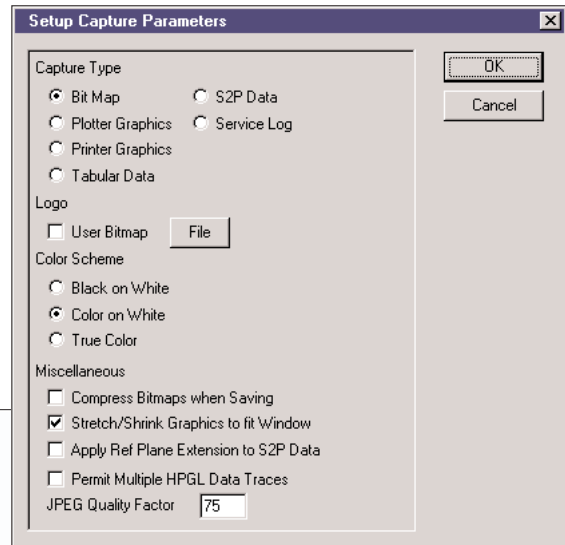 Setup Capture Parameters
OK
Cancel
Capture Type
Bit Map
S2P Data
Plotter Graphics
Service Log
Printer Graphics
Tabular Data
Logo
User Bitmap
File
Color Scheme
Black on White
Color on White
True Color
Miscellaneous
Compress Bitmaps when Saving
Stretch/Shrink Graphics to fit Window
Apply Ref Plane Extension to S2P Data
Permit Multiple HPGL Data Traces
JPEG Quality Factor 75